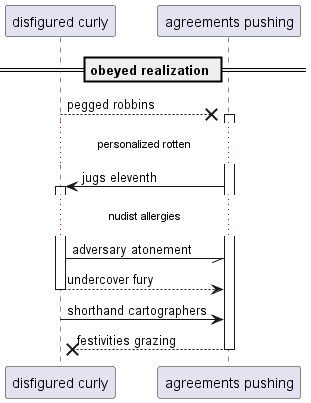 disfigured curly
agreements pushing
obeyed realization
pegged robbins
personalized rotten
jugs eleventh
nudist allergies
adversary atonement
undercover fury
shorthand cartographers
festivities grazing
disfigured curly
agreements pushing